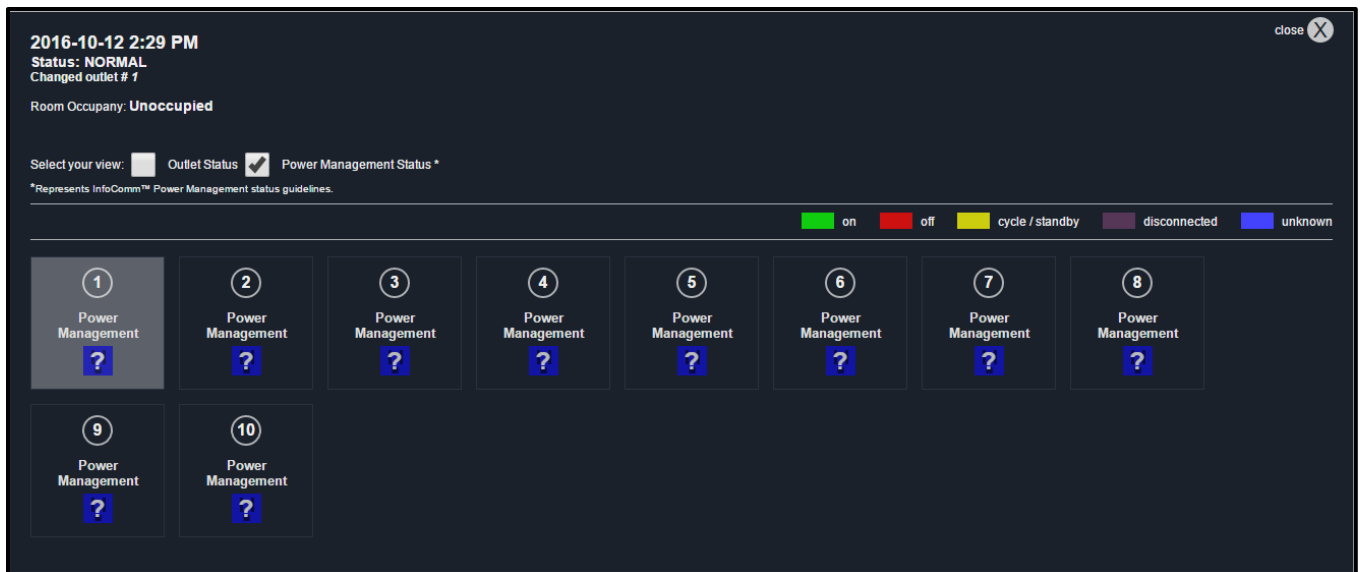 close X
2016-10-12 2:29 PM
Status: NORMAL
Changed outlet # 1
Room Occupany: Unoccupied
Select your view: Outlet Status Power Management Status *
*Represents InfoComm™ Power Management status guidelines.
on off cycle / standby disconnected unknown
1 2 3 4 5 6 7 8
Power Power Power Power Power Power Power Power
Management Management Management Management Management Management Management Management
? ? ? ? ? ? ? ?
9 10
Power Power
Management Management
? ?